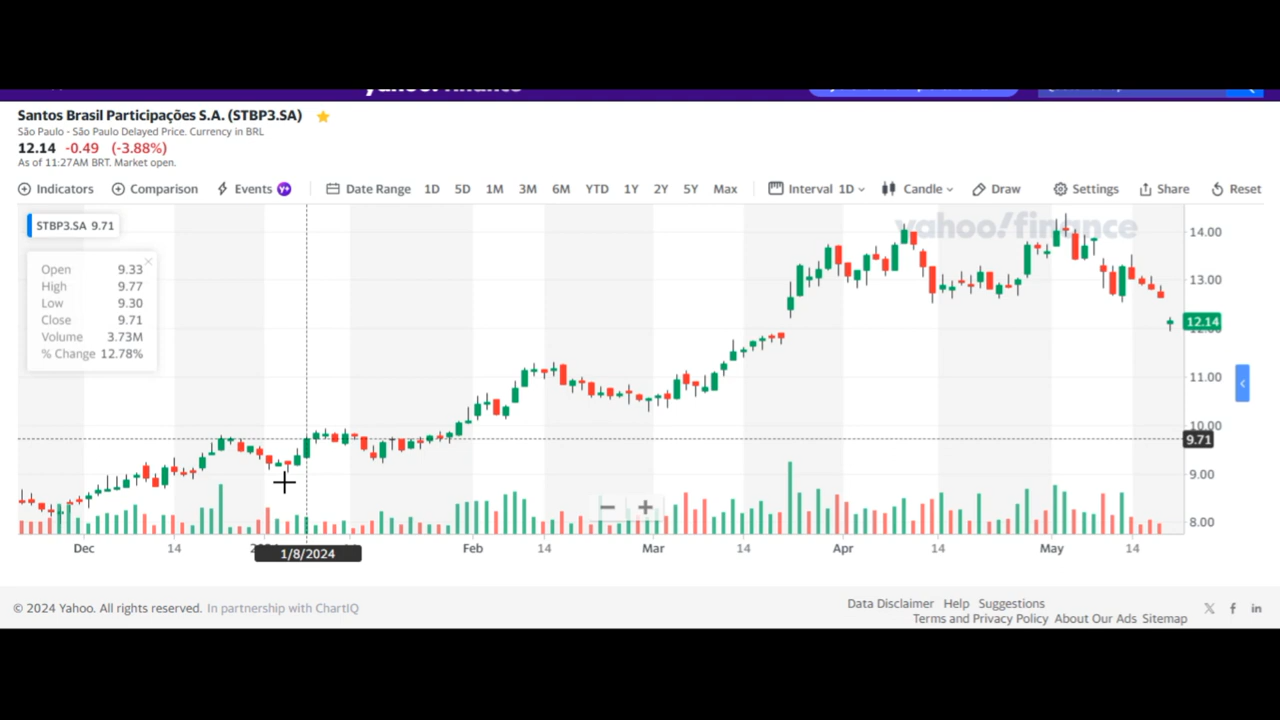 Santos Brasil Participações S.A. (STBP3.SA)
São Paulo - São Paulo Delayed Price. Currency in BRL
12.14 -0.49 (-3.88%)
As of 11:27AM BRT. Market open.
Indicators Comparison Events Y+ Date Range 1D 5D 1M 3M 6M YTD 1Y 2Y 5Y Max Interval 1D Candle Draw Settings Share Reset
STBP3.SA 9.71
yahoo!finance
Open 9.33
High 9.77
Low 9.30
Close 9.71
Volume 3.73M
% Change 12.78%
14.00
13.00
12.14
11.00
10.00
9.71
9.00
8.00
Dec 14 1/8/2024 Feb 14 Mar 14 Apr 14 May 14
© 2024 Yahoo. All rights reserved. In partnership with ChartIQ
Data Disclaimer Help Suggestions
Terms and Privacy Policy About Our Ads Sitemap